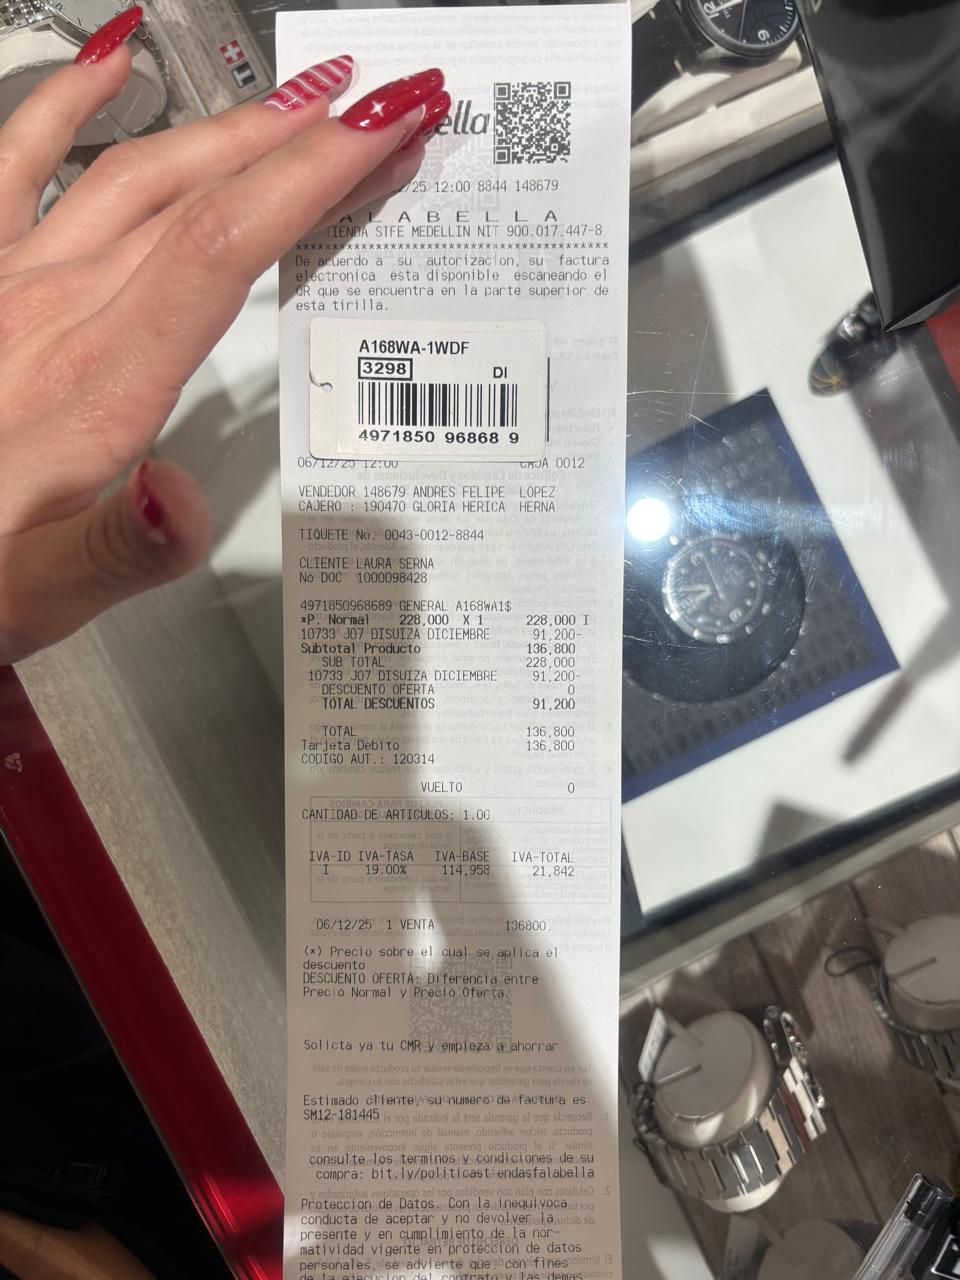 ella
/25 12:00 8844 148679
ALABELLA
TIENDA STFE MEDELLIN NIT 900.017.447-8
******************************************
De acuerdo a su autorizacion, su factura
electronica esta disponible escaneando el
QR que se encuentra en la parte superior de
esta tirilla.
A168WA-1WDF
3298 DI
4971850 96868 9
06/12/25 12:00 CAJA 0012
VENDEDOR 148679 ANDRES FELIPE LOPEZ
CAJERO : 190470 GLORIA HERICA HERNA
TIQUETE No. 0043-0012-8844
CLIENTE LAURA SERNA
No DOC 1000098428
4971850968689 GENERAL A168WA1$
*P. Normal 228,000 X 1 228,000 I
10733 J07 DISUIZA DICIEMBRE 91,200-
Subtotal Producto 136,800
SUB TOTAL 228,000
10733 J07 DISUIZA DICIEMBRE 91,200-
DESCUENTO OFERTA 0
TOTAL DESCUENTOS 91,200
TOTAL 136,800
Tarjeta Debito 136,800
CODIGO AUT.: 120314
VUELTO 0
CANTIDAD DE ARTICULOS: 1.00
IVA-ID IVA-TASA IVA-BASE IVA-TOTAL
I 19.00% 114,958 21,842
06/12/25 1 VENTA 136800.
(*) Precio sobre el cual se aplica el
descuento
DESCUENTO OFERTA: Diferencia entre
Precio Normal y Precio Oferta.
Solicta ya tu CMR y empieza a ahorrar
Estimado cliente, su numero de factura es
SM12-181445
consulte los terminos y condiciones de su
compra: bit.ly/politicastiendasfalabella
Proteccion de Datos. Con la inequivoca
conducta de aceptar y no devolver la
presente y en cumplimiento de la nor-
matividad vigente en proteccion de datos
personales, se advierte que, con fines
de la ejecucion del contrato y las demas